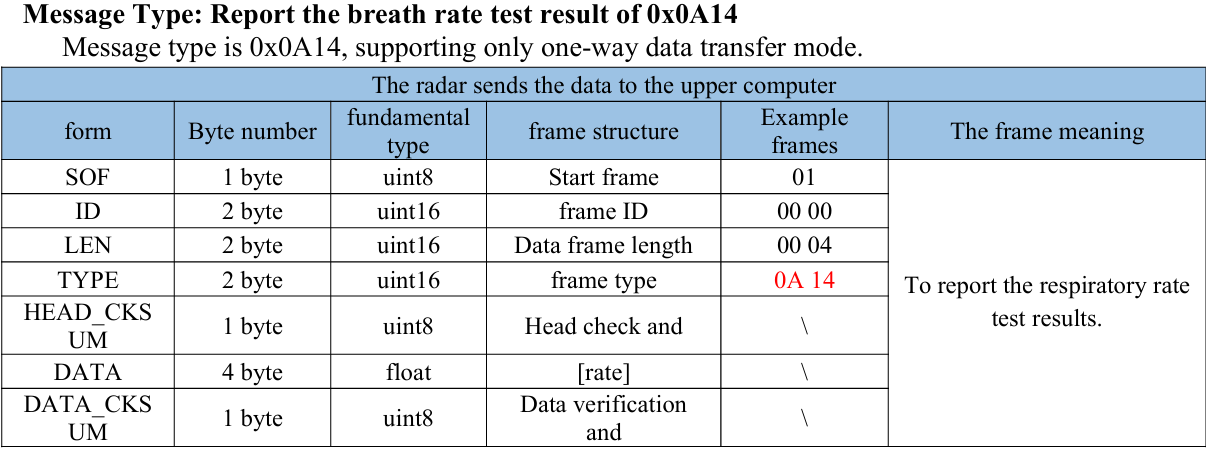 Message Type: Report the breath rate test result of 0x0A14
Message type is 0x0A14, supporting only one-way data transfer mode.
The radar sends the data to the upper computer
form Byte number fundamental type frame structure Example frames The frame meaning
SOF 1 byte uint8 Start frame 01
ID 2 byte uint16 frame ID 00 00
LEN 2 byte uint16 Data frame length 00 04
TYPE 2 byte uint16 frame type 0A 14
HEAD_CKS
UM 1 byte uint8 Head check and \
DATA 4 byte float [rate] \
DATA_CKS
UM 1 byte uint8 Data verification
and \
To report the respiratory rate
test results.